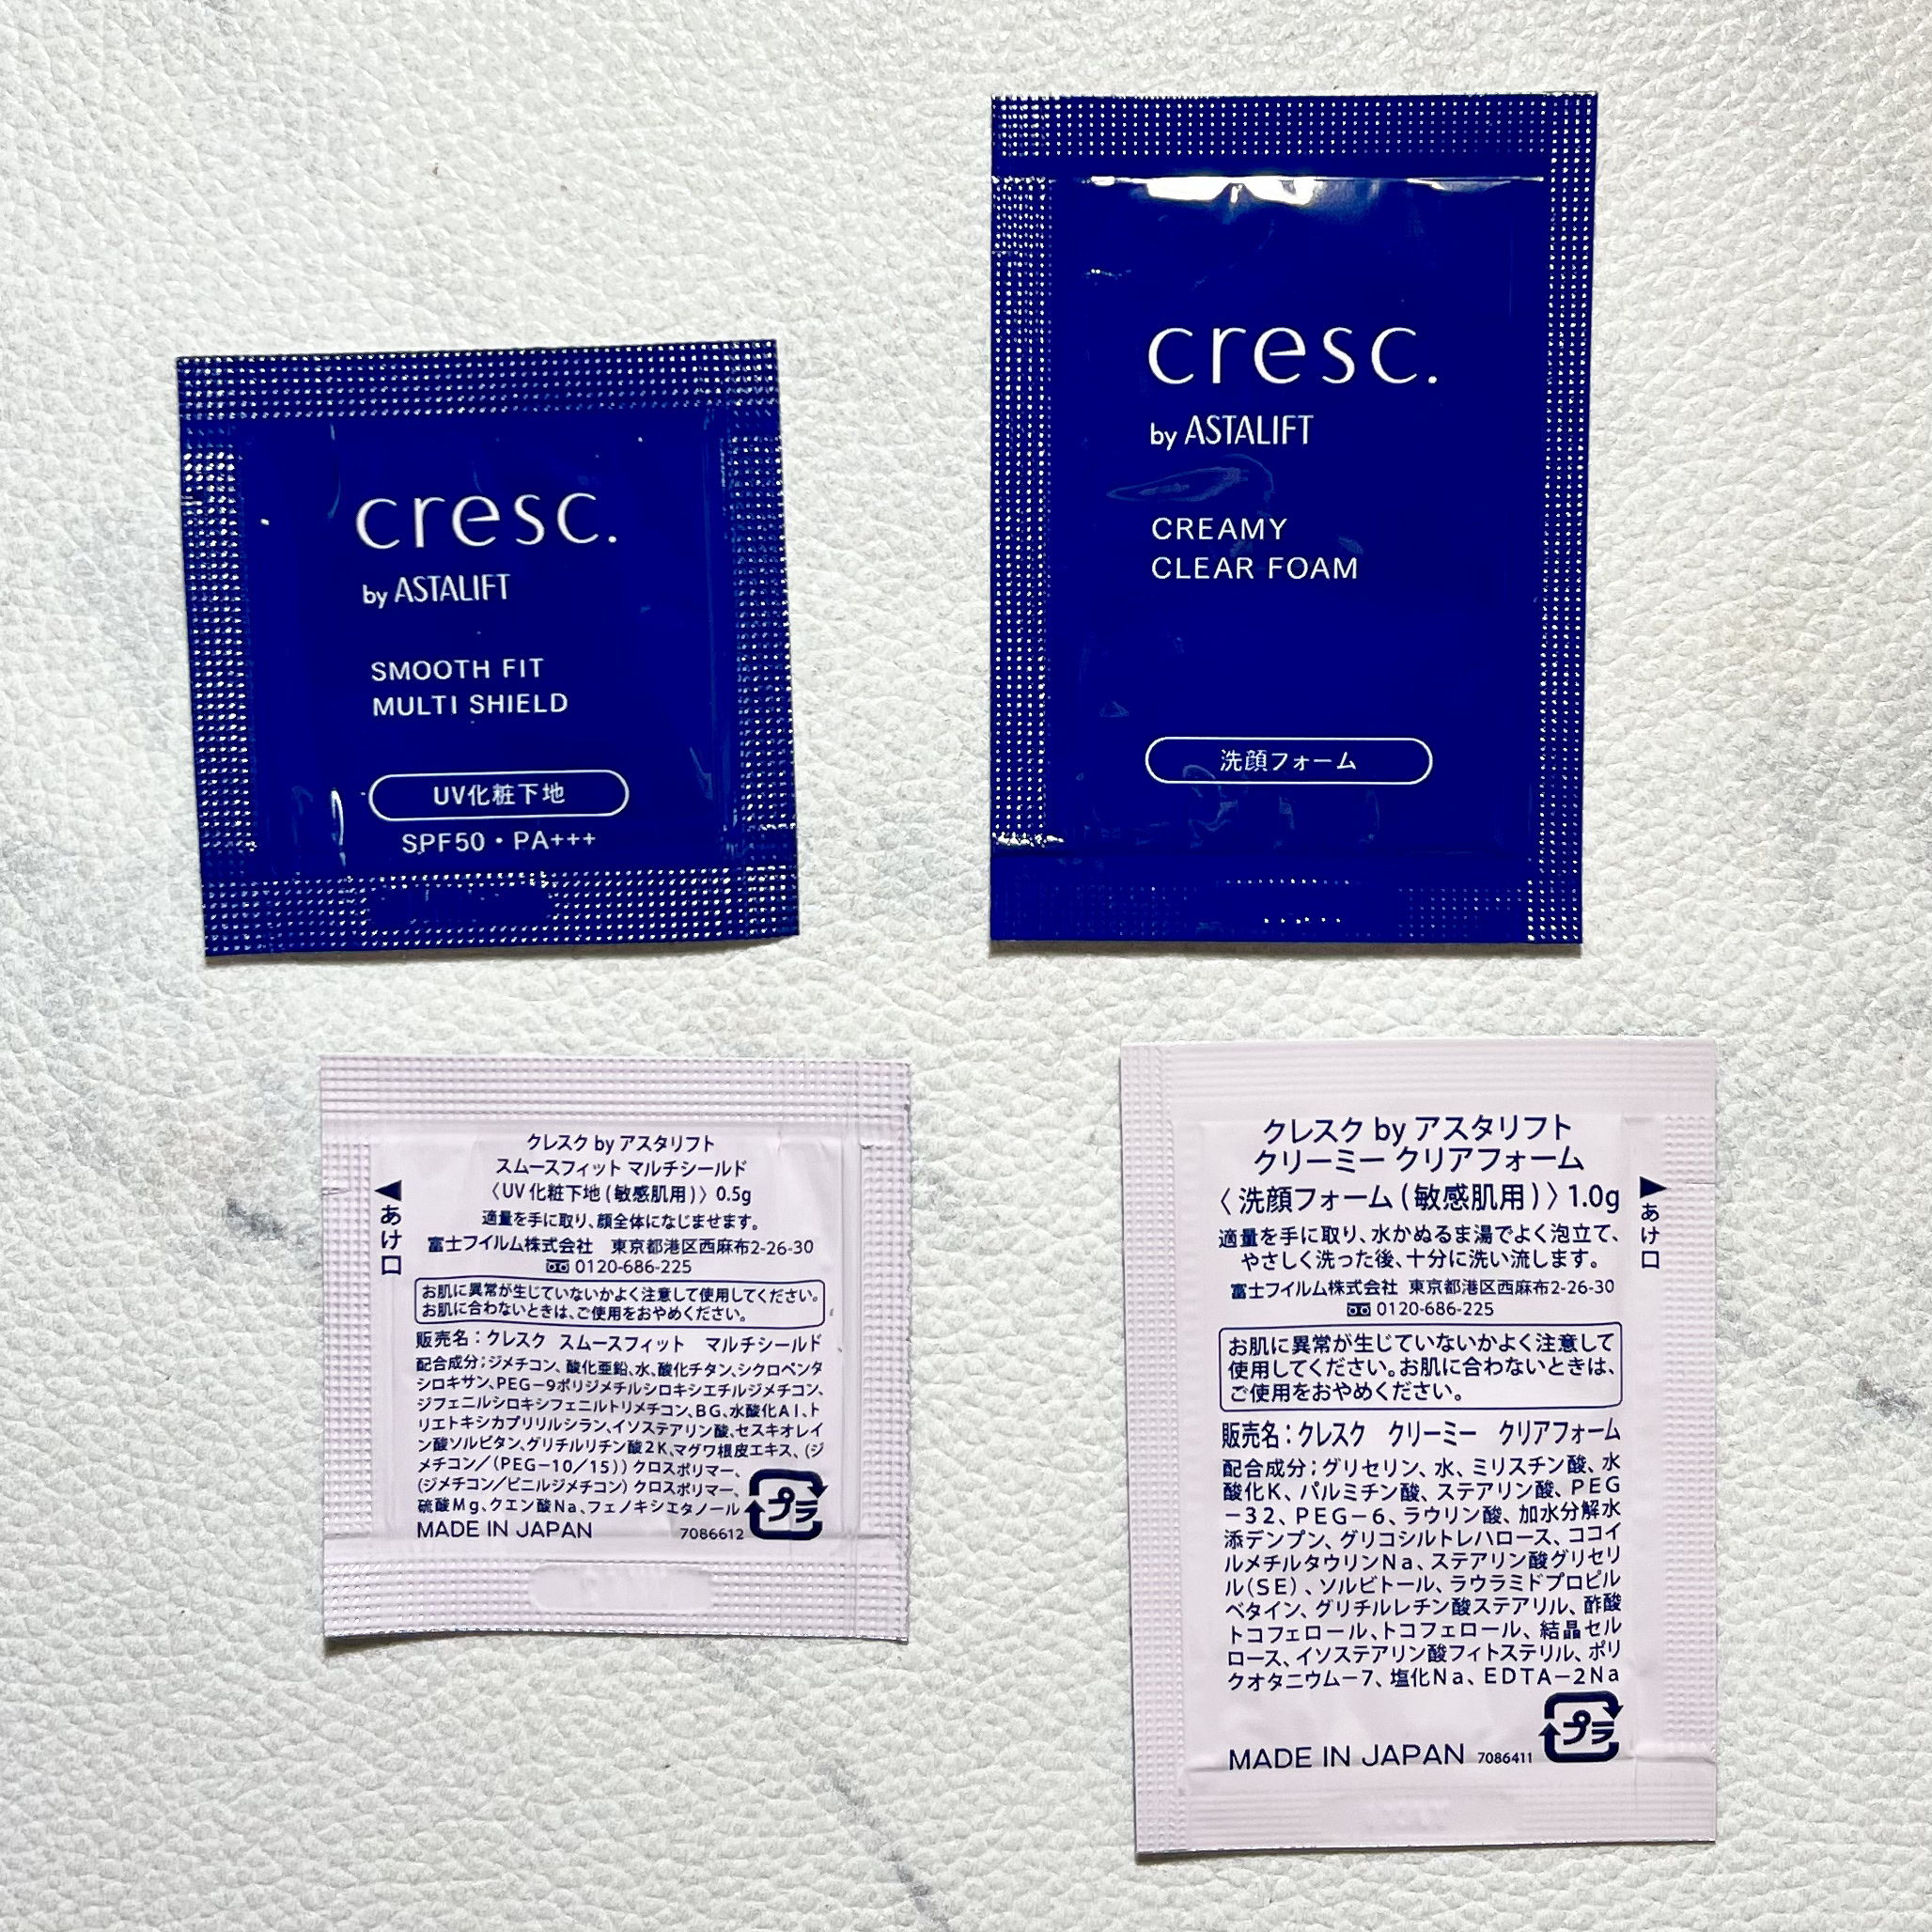 cresc.
by ASTALIFT
SMOOTH FIT
MULTI SHIELD
UV化粧下地
SPF50・PA+++
cresc.
by ASTALIFT
CREAMY
CLEAR FOAM
洗顔フォーム
クレスク by アスタリフト
スムースフィット マルチシールド
〈UV 化粧下地(敏感肌用)〉0.5g
適量を手に取り、顔全体になじませます。
富士フイルム株式会社 東京都港区西麻布2-26-30
0120-686-225
お肌に異常が生じていないかよく注意して使用してください。
お肌に合わないときは、ご使用をおやめください。
販売名：クレスク スムースフィット マルチシールド
配合成分；ジメチコン、酸化亜鉛、水、酸化チタン、シクロペンタ
シロキサン、PEG-9ポリジメチルシロキシエチルジメチコン、
ジフェニルシロキシフェニルトリメチコン、BG、水酸化Al、ト
リエトキシカプリリルシラン、イソステアリン酸、セスキオレイ
ン酸ソルビタン、グリチルリチン酸2K、マグワ根皮エキス、(ジ
メチコン/(PEG-10/15))クロスポリマー、
(ジメチコン/ビニルジメチコン)クロスポリマー、
硫酸Mg、クエン酸Na、フェノキシエタノール
MADE IN JAPAN 7086612
プラ
◀あけ口
クレスク by アスタリフト
クリーミー クリアフォーム
〈洗顔フォーム(敏感肌用)〉1.0g
適量を手に取り、水かぬるま湯でよく泡立て、
やさしく洗った後、十分に洗い流します。
富士フイルム株式会社 東京都港区西麻布2-26-30
0120-686-225
お肌に異常が生じていないかよく注意して
使用してください。お肌に合わないときは、
ご使用をおやめください。
販売名：クレスク クリーミー クリアフォーム
配合成分；グリセリン、水、ミリスチン酸、水
酸化K、パルミチン酸、ステアリン酸、PEG
-32、PEG-6、ラウリン酸、加水分解水
添デンプン、グリコシルトレハロース、ココイ
ルメチルタウリンNa、ステアリン酸グリセリ
ル(SE)、ソルビトール、ラウラミドプロピル
ベタイン、グリチルレチン酸ステアリル、酢酸
トコフェロール、トコフェロール、結晶セル
ロース、イソステアリン酸フィトステリル、ポリ
クオタニウム-7、塩化Na、EDTA-2Na
MADE IN JAPAN 7086411
プラ
▶あけ口